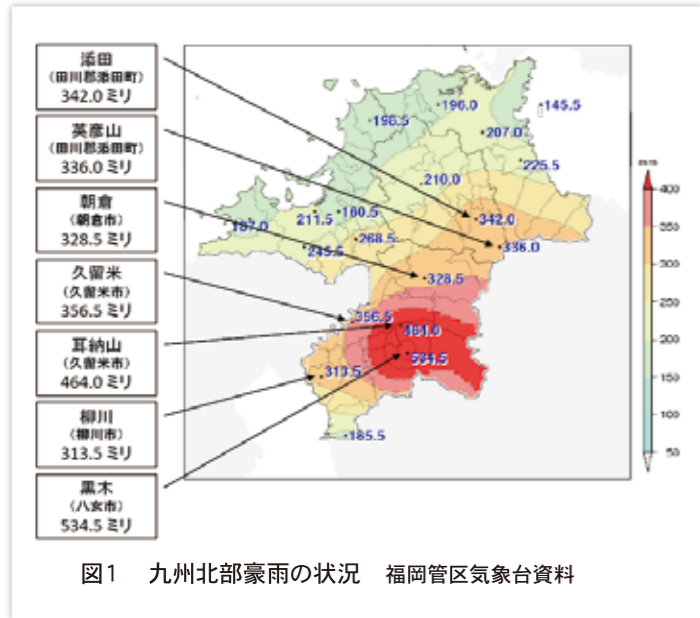 添田
(田川郡添田町)
342.0 ミリ
英彦山
(田川郡添田町)
336.0 ミリ
朝倉
(朝倉市)
328.5 ミリ
久留米
(久留米市)
356.5 ミリ
耳納山
(久留米市)
464.0 ミリ
柳川
(柳川市)
313.5 ミリ
黒木
(八女市)
534.5 ミリ
196.0
145.5
196.5
207.0
225.5
210.0
187.0
211.5
160.5
342.0
245.5
268.5
336.0
328.5
356.5
464.0
534.5
313.5
185.5
mm
400
350
300
250
200
150
100
50
図1 九州北部豪雨の状況 福岡管区気象台資料